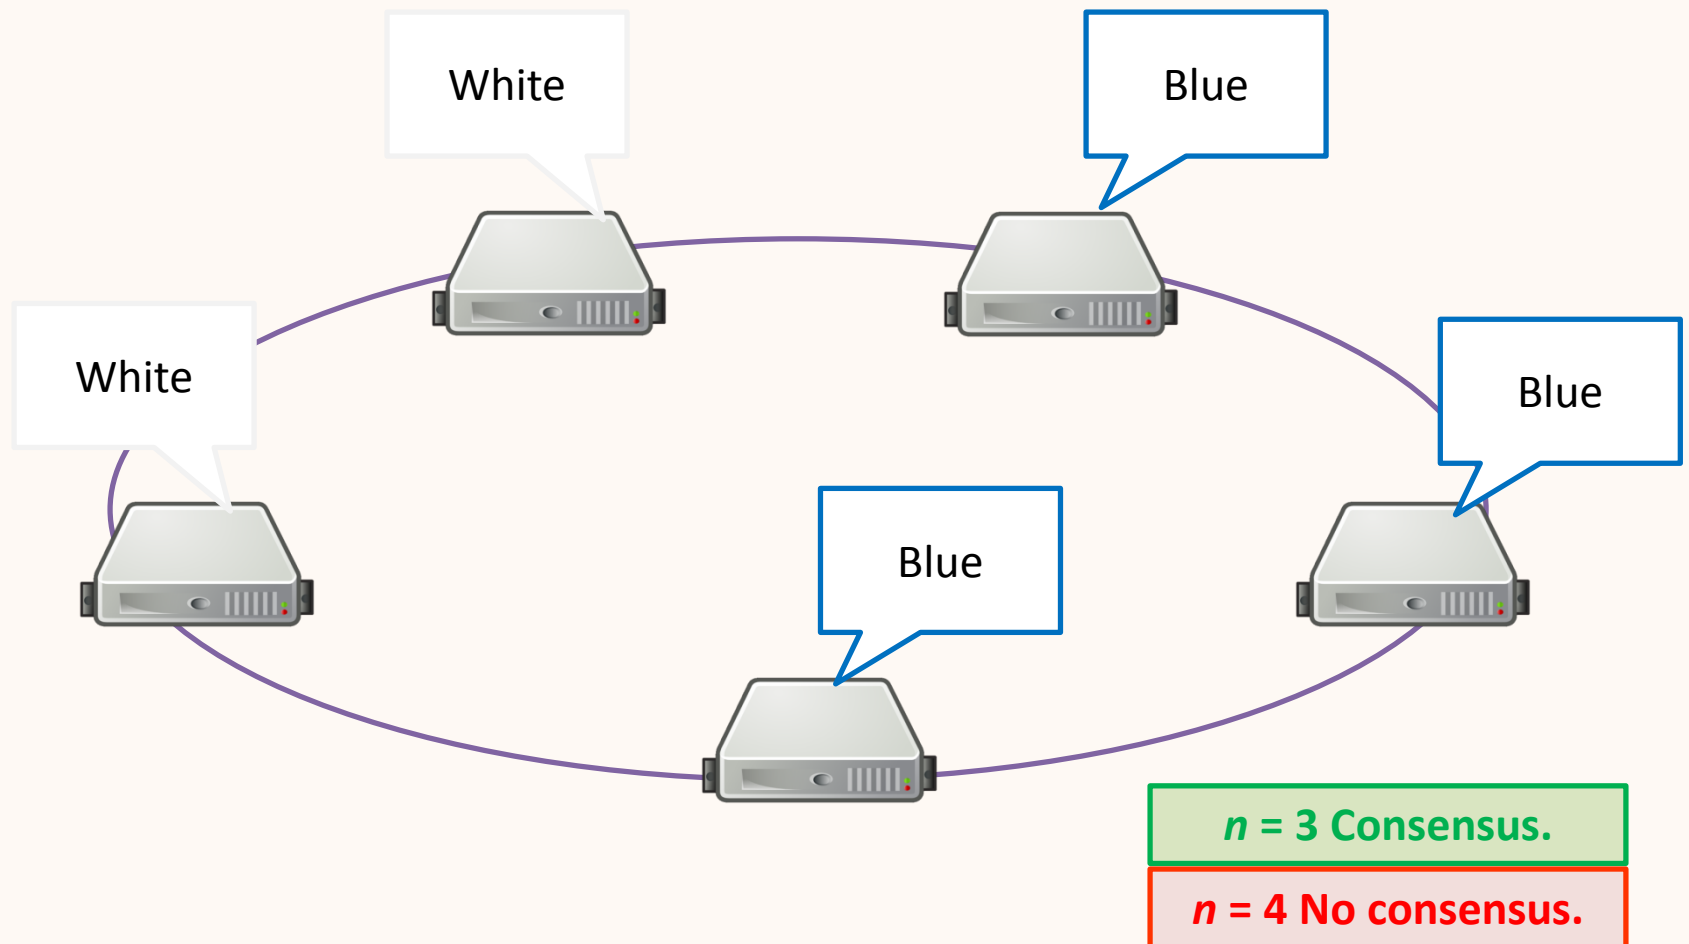 White
Blue
White
Blue
Blue
n = 3 Consensus.
n = 4 No consensus.